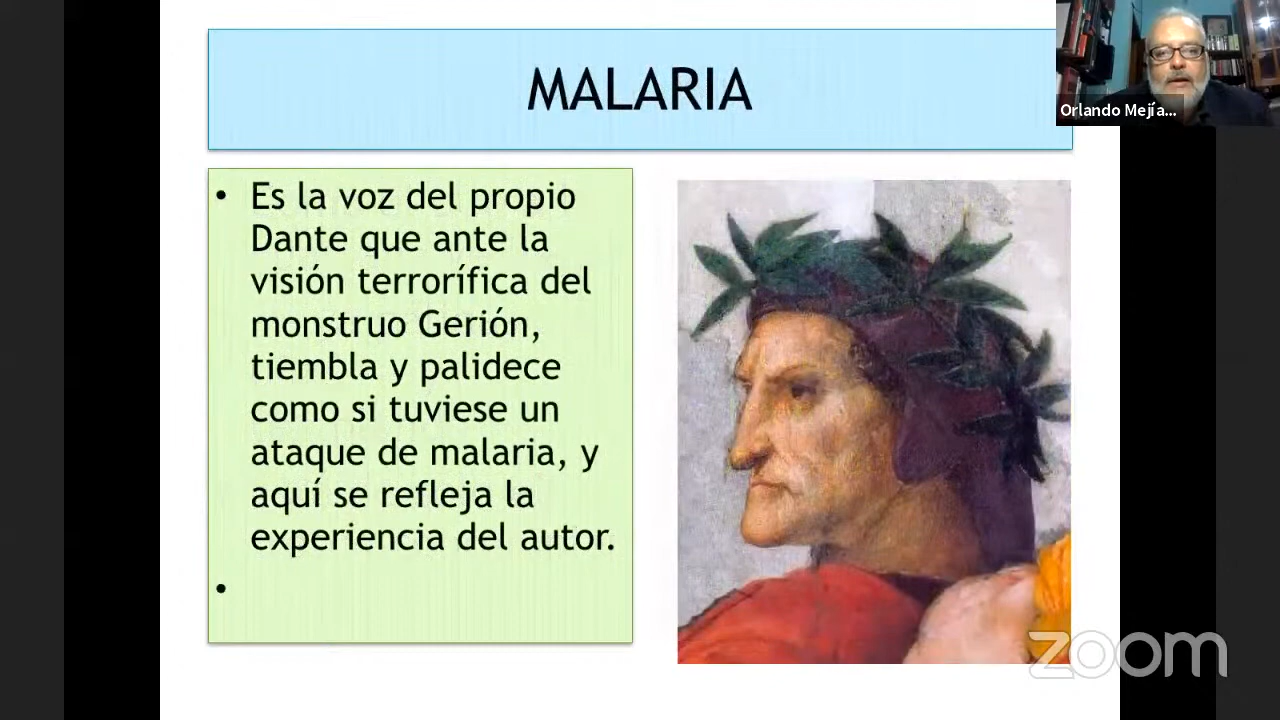 MALARIA
Orlando Mejía...
• Es la voz del propio
Dante que ante la
visión terrorífica del
monstruo Gerión,
tiembla y palidece
como si tuviese un
ataque de malaria, y
aquí se refleja la
experiencia del autor.
•
zoom